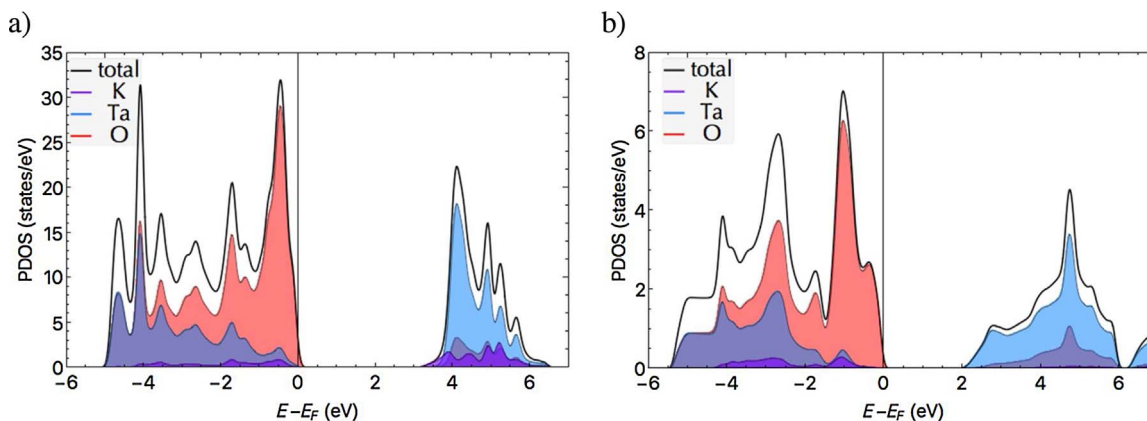 a)
35
30
25
20
15
10
5
0
PDOS (states/eV)
total
K
Ta
O
−6 −4 −2 0 2 4 6
E−E_F (eV)
b)
8
6
4
2
0
PDOS (states/eV)
total
K
Ta
O
−6 −4 −2 0 2 4 6
E−E_F (eV)